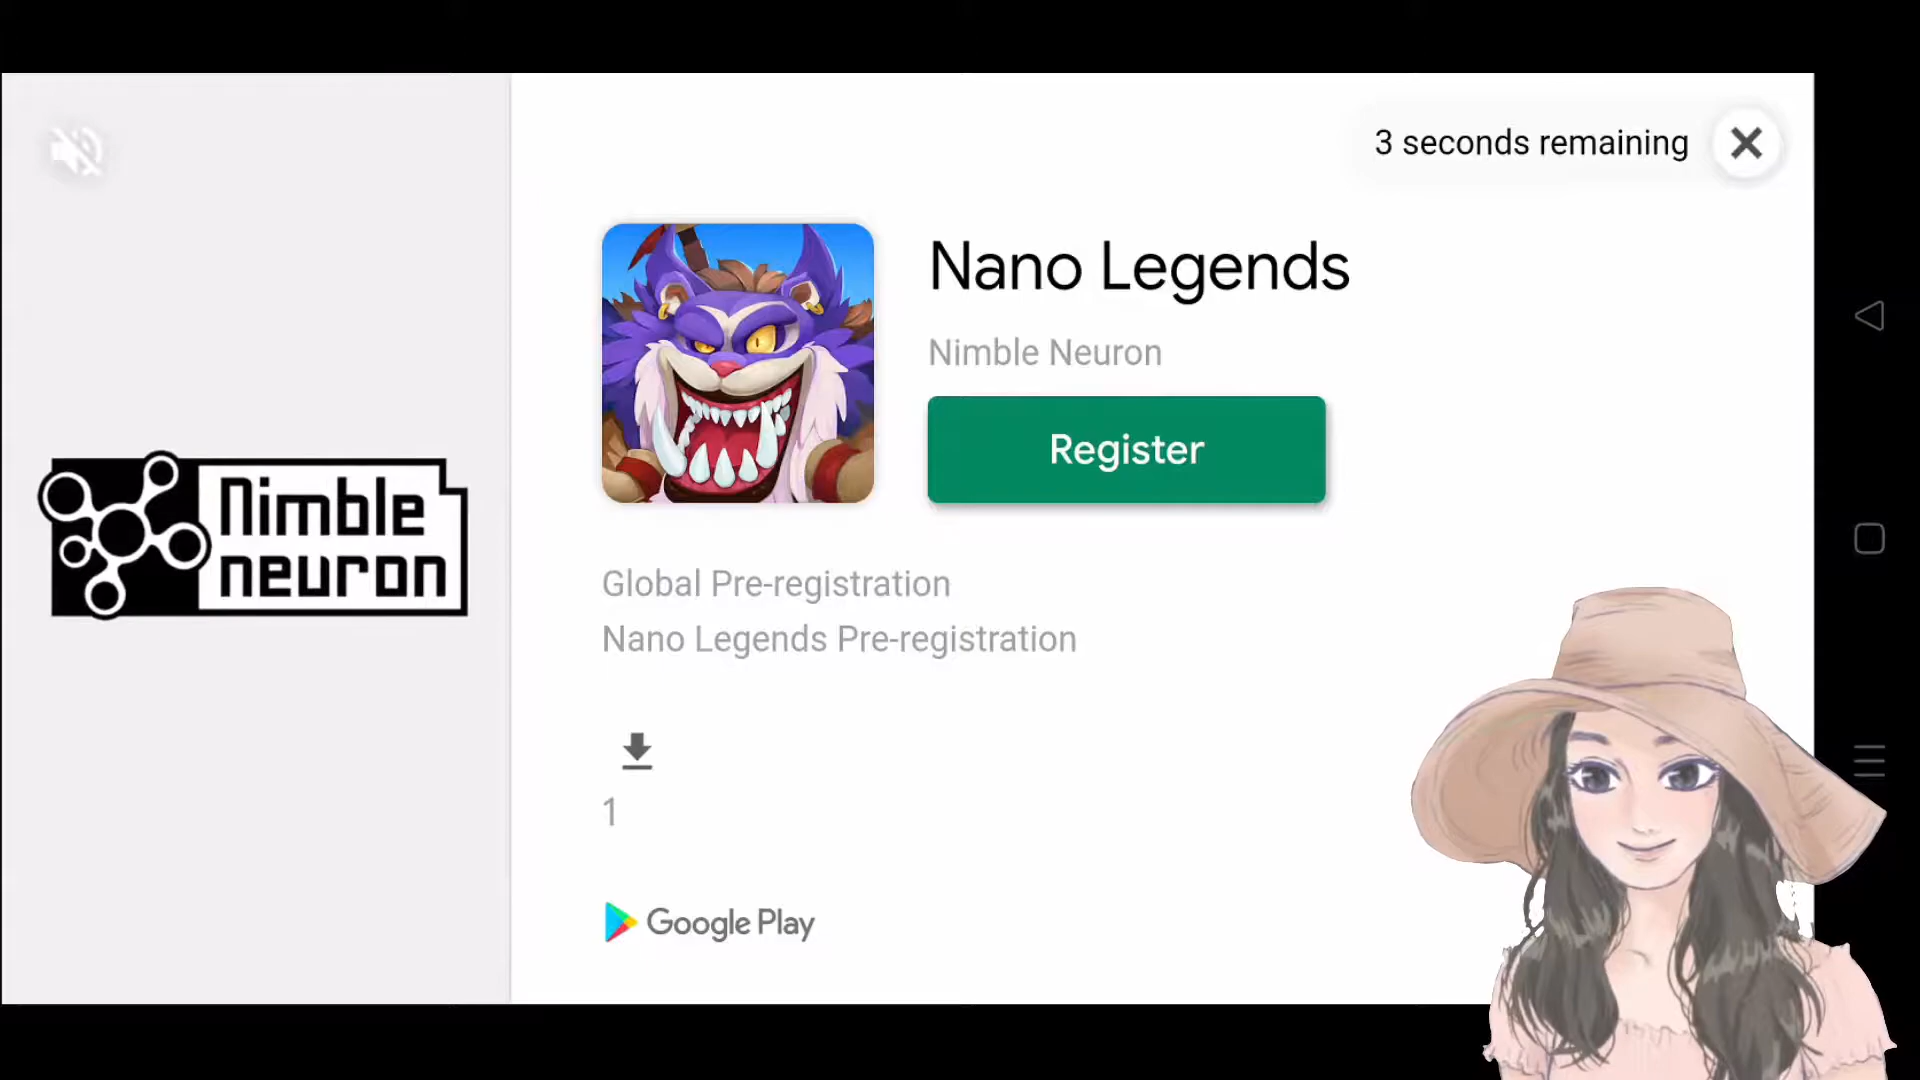 3 seconds remaining
Nano Legends
Nimble Neuron
Register
Nimble
neuron
Global Pre-registration
Nano Legends Pre-registration
1
Google Play